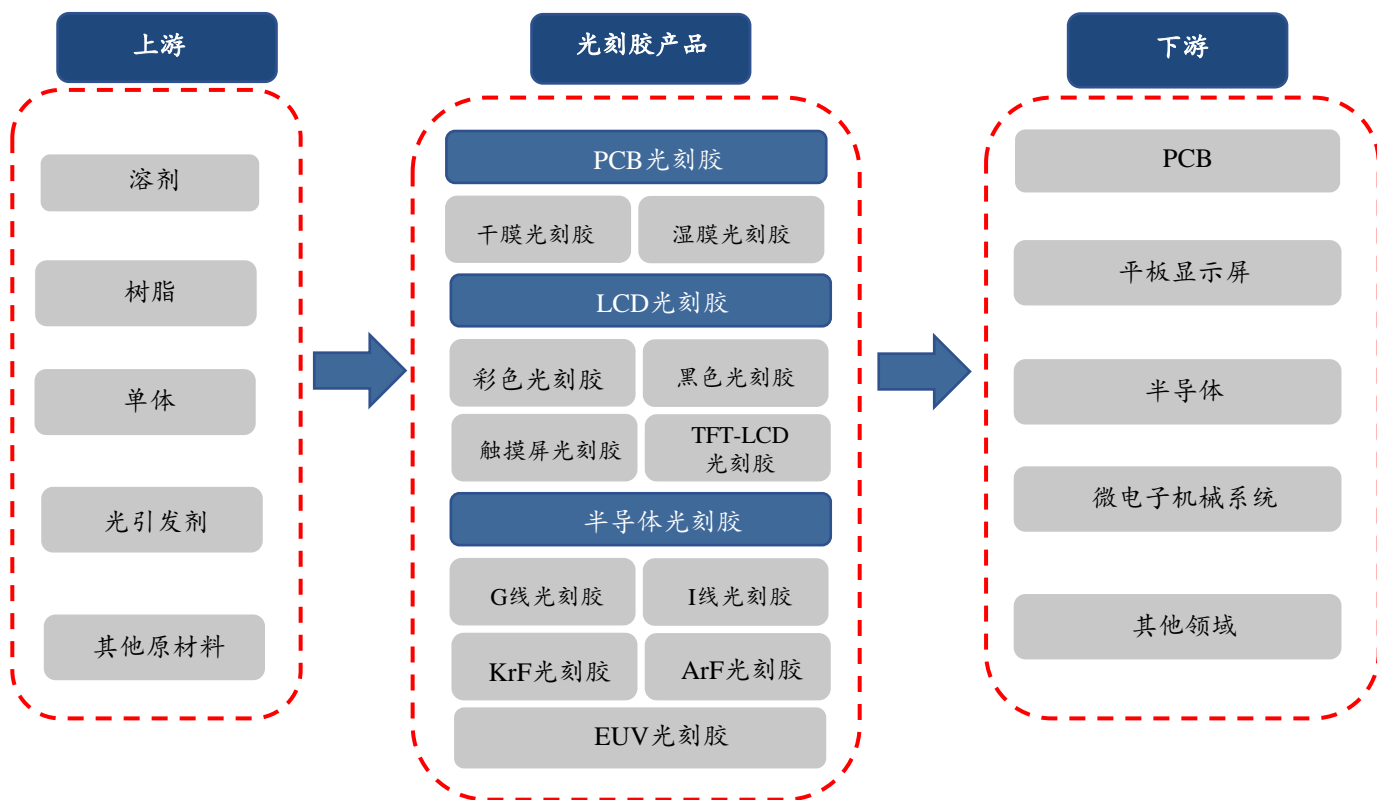 上游
溶剂
树脂
单体
光引发剂
其他原材料
光刻胶产品
PCB光刻胶
干膜光刻胶
湿膜光刻胶
LCD光刻胶
彩色光刻胶
黑色光刻胶
触摸屏光刻胶
TFT-LCD
光刻胶
半导体光刻胶
G线光刻胶
I线光刻胶
KrF光刻胶
ArF光刻胶
EUV光刻胶
下游
PCB
平板显示屏
半导体
微电子机械系统
其他领域